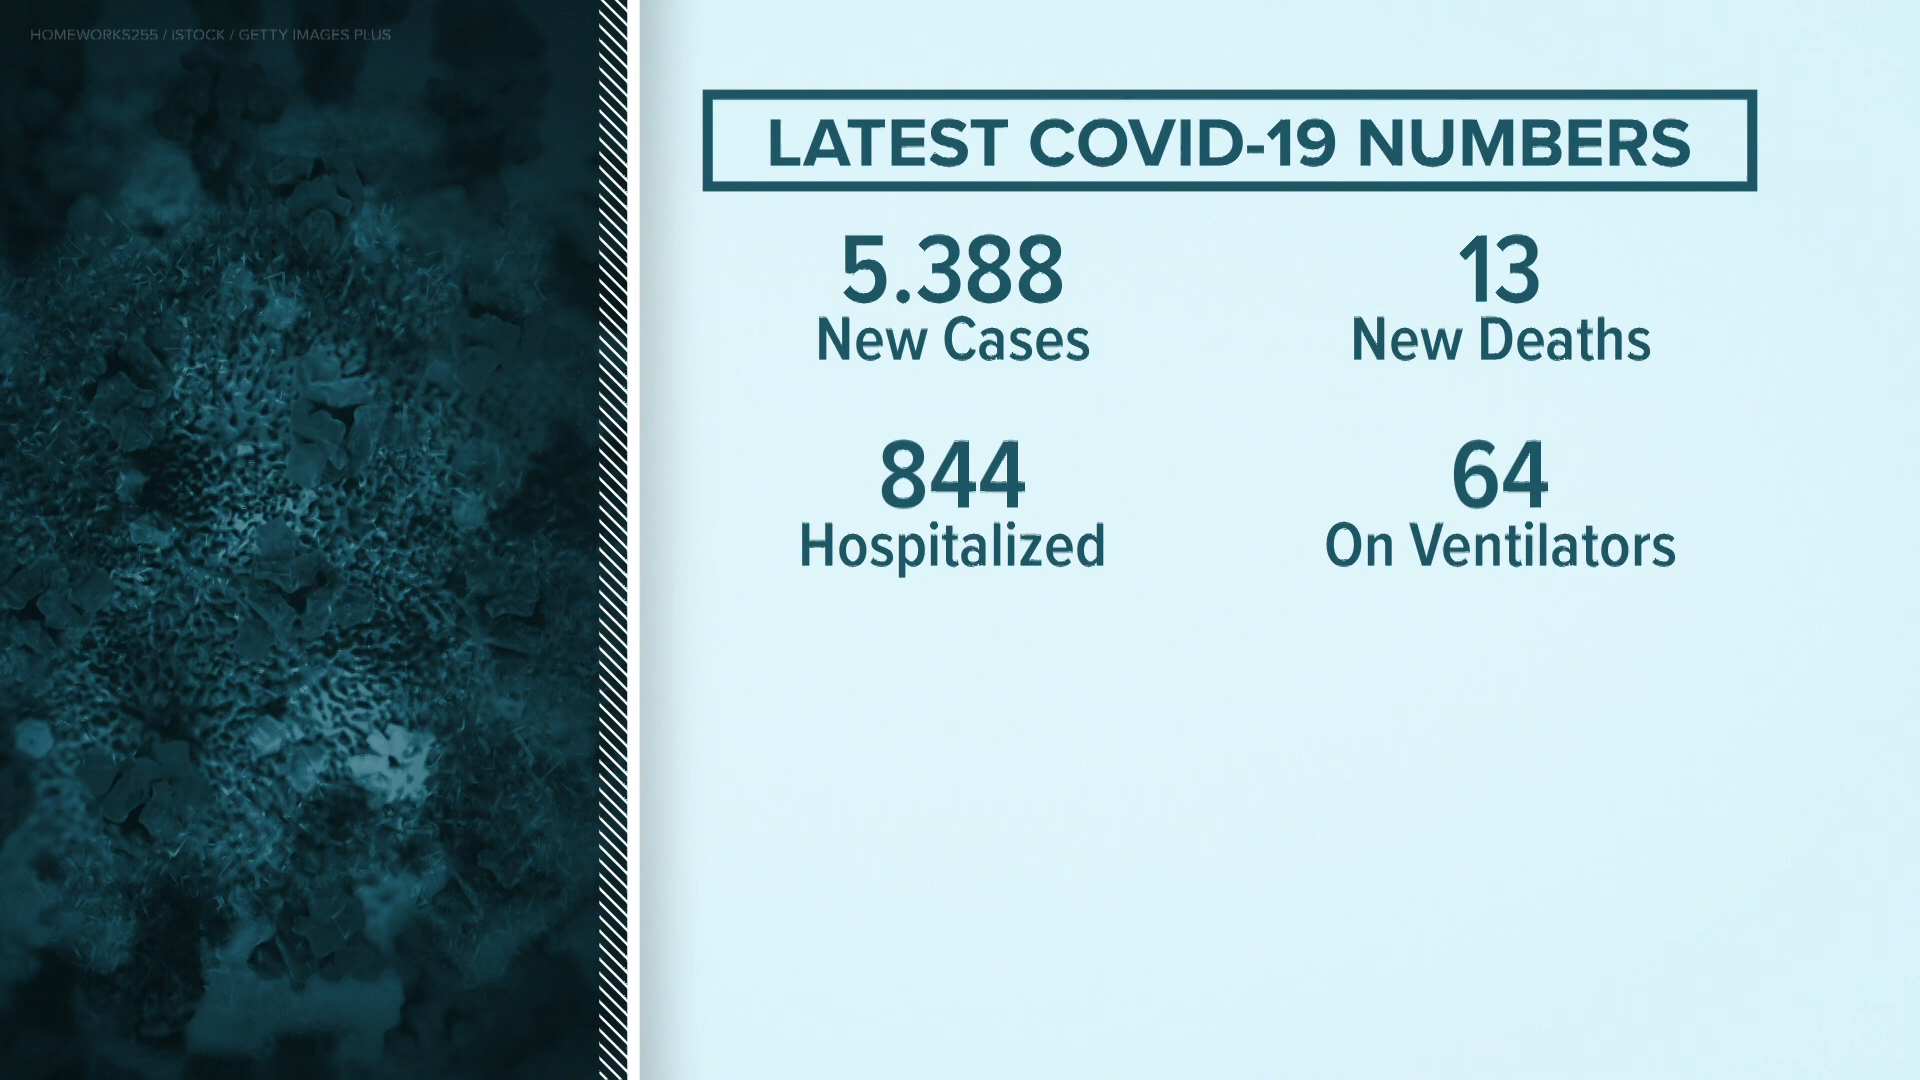 HOMEWORKS255 / iSTOCK / GETTY IMAGES PLUS
LATEST COVID-19 NUMBERS
5.388
New Cases
13
New Deaths
844
Hospitalized
64
On Ventilators